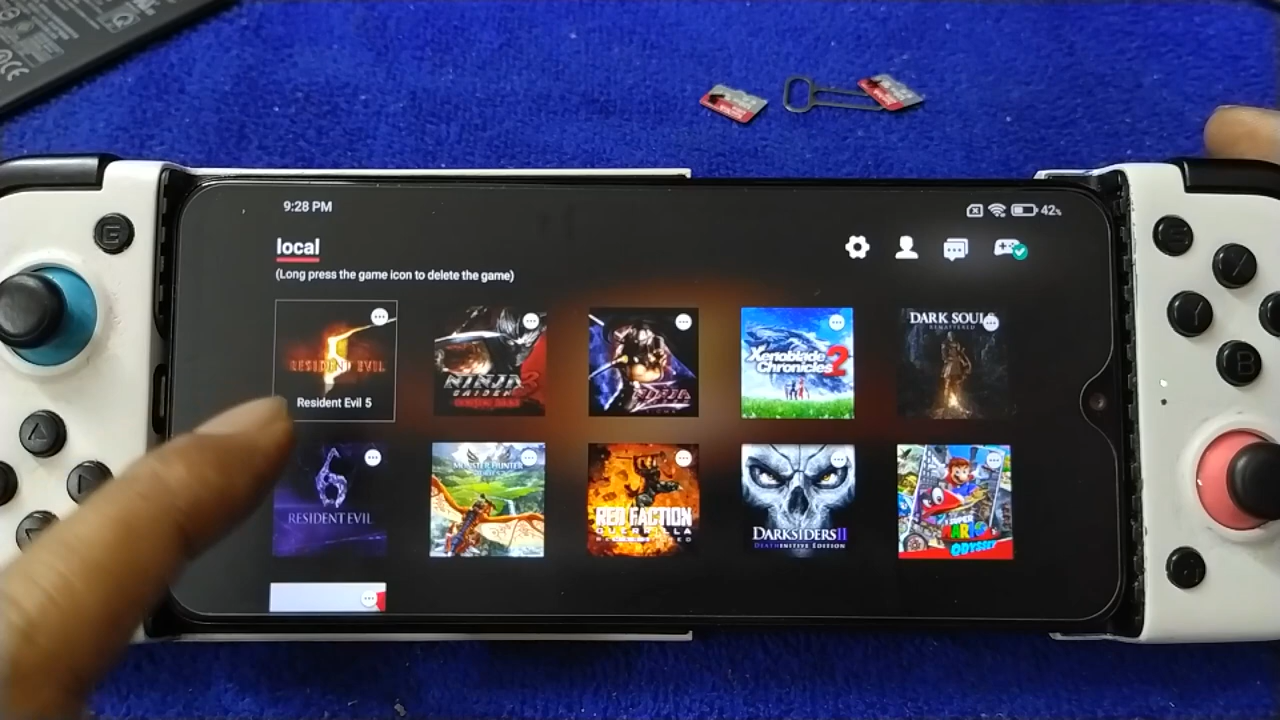 9:28 PM
42%
local
(Long press the game icon to delete the game)
RESIDENT EVIL
Resident Evil 5
NINJA
GAIDEN
3
NINJA
Xenoblade
Chronicles 2
DARK SOULS
REMASTERED
6
RESIDENT EVIL
MONSTER HUNTER
RED FACTION
GUERRILLA
DARKSIDERS II
DEATHINITIVE EDITION
SUPER
MARIO
ODYSSEY
Y
B
CE